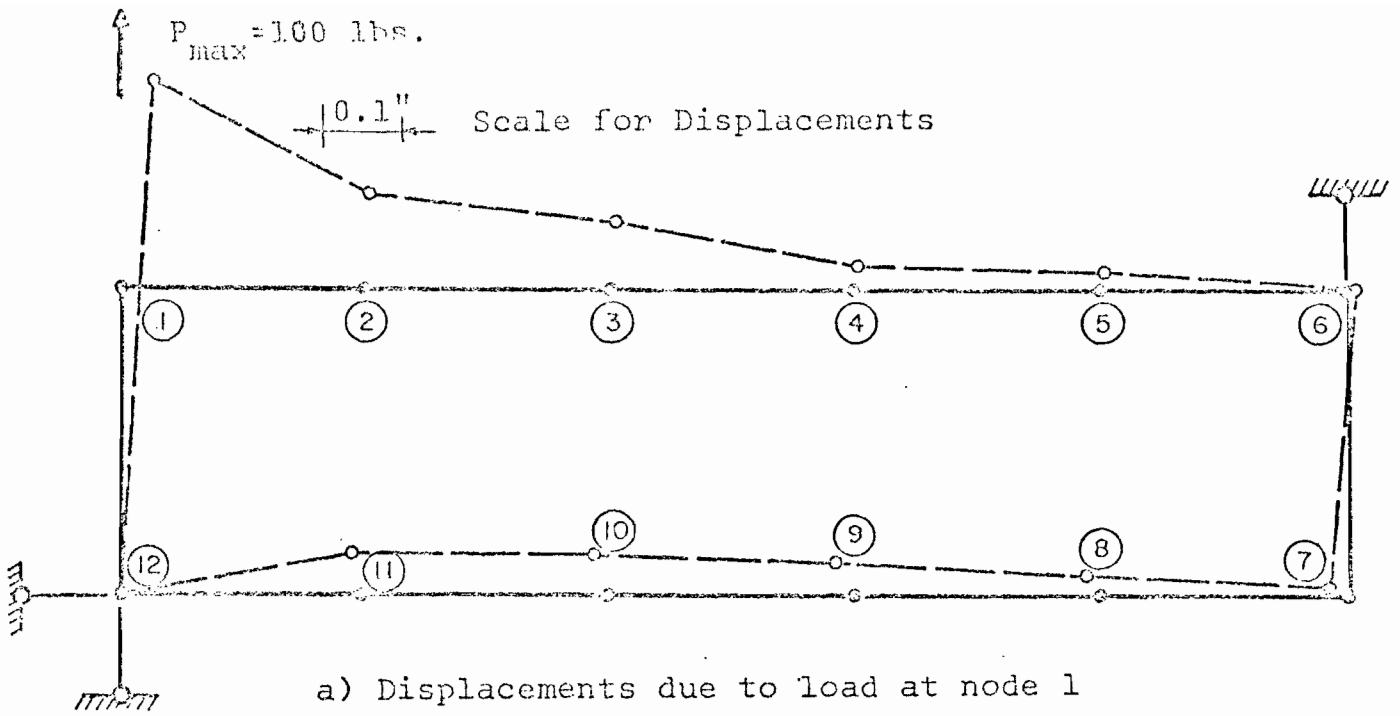 P_max=100 lbs.
0.1" Scale for Displacements
1 2 3 4 5 6
12 11 10 9 8 7
a) Displacements due to load at node 1